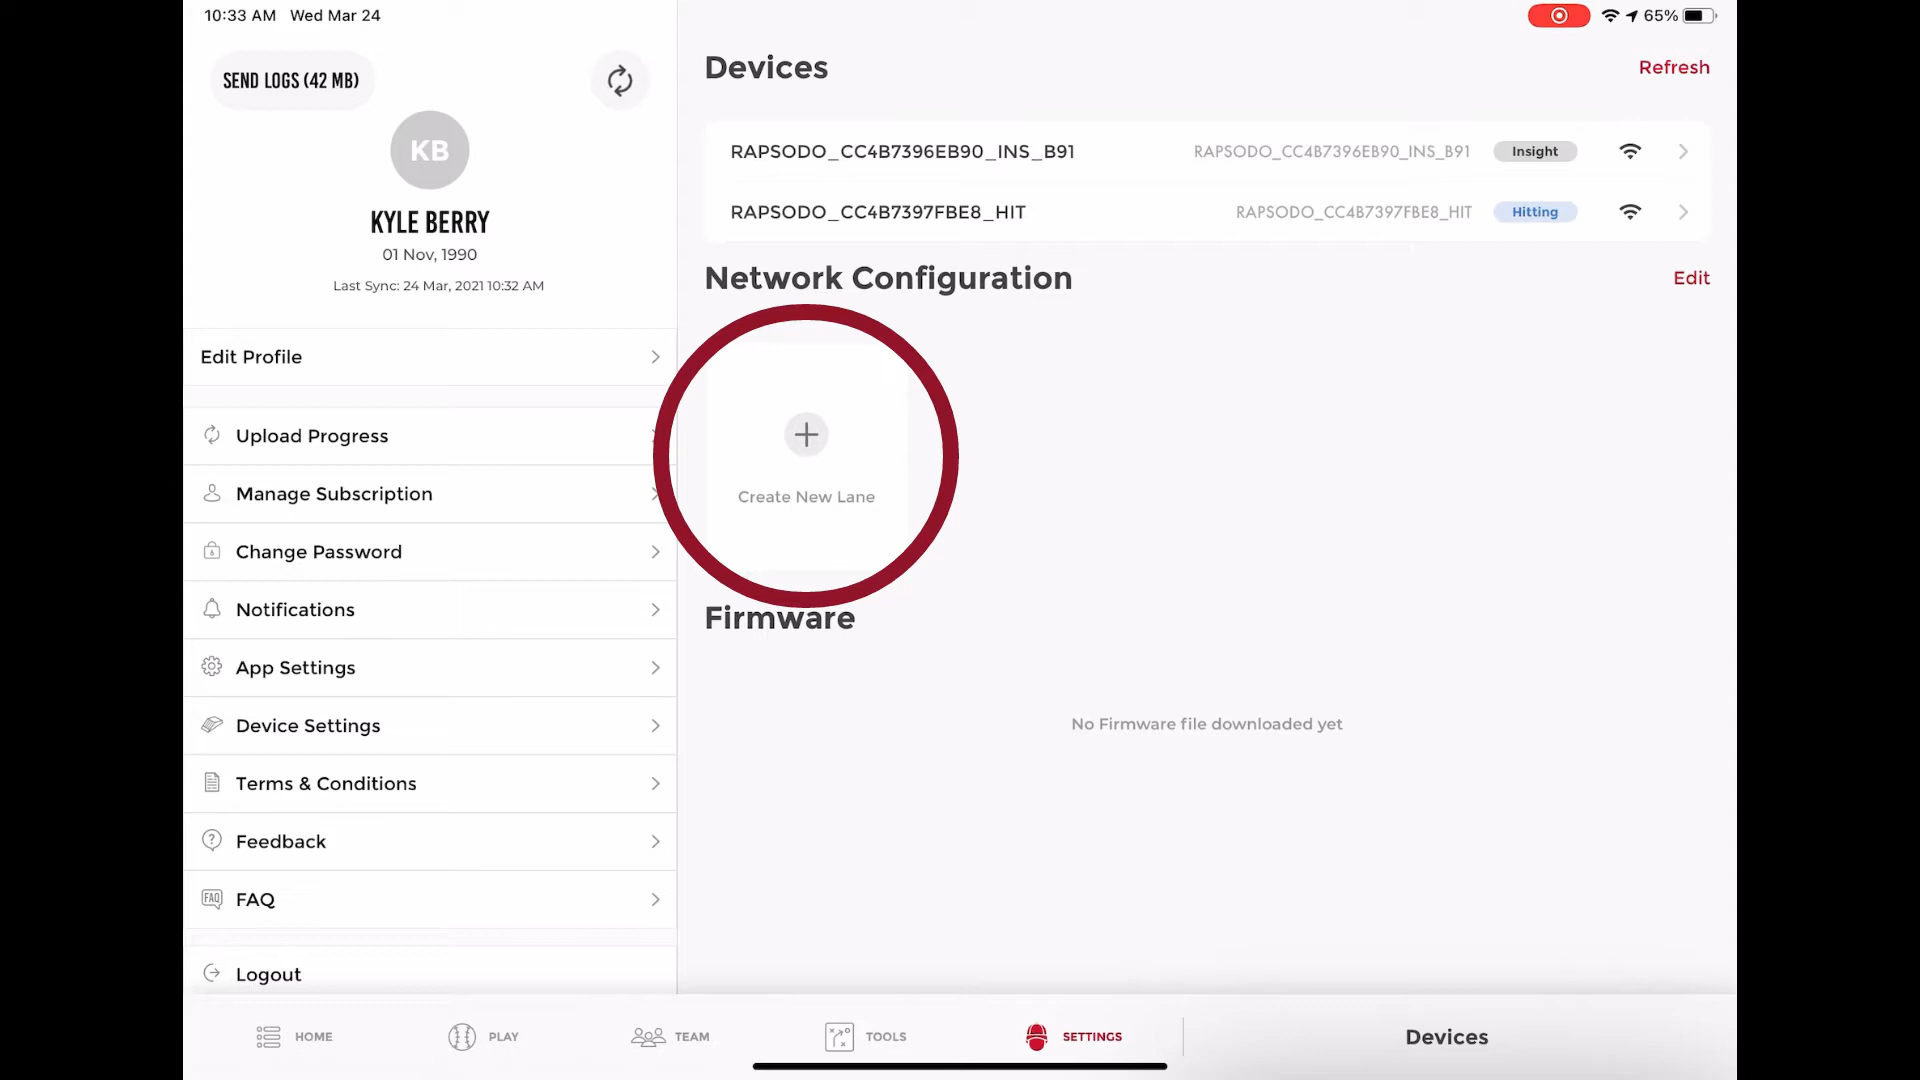 10:33 AM Wed Mar 24
65%
SEND LOGS (42 MB)
KB
KYLE BERRY
01 Nov, 1990
Last Sync: 24 Mar, 2021 10:32 AM
Edit Profile
Upload Progress
Manage Subscription
Change Password
Notifications
App Settings
Device Settings
Terms & Conditions
Feedback
FAQ
FAQ
Logout
Devices
Refresh
RAPSODO_CC4B7396EB90_INS_B91 RAPSODO_CC4B7396EB90_INS_B91 Insight
RAPSODO_CC4B7397FBE8_HIT RAPSODO_CC4B7397FBE8_HIT Hitting
Network Configuration
Edit
Create New Lane
Firmware
No Firmware file downloaded yet
HOME PLAY TEAM TOOLS SETTINGS Devices